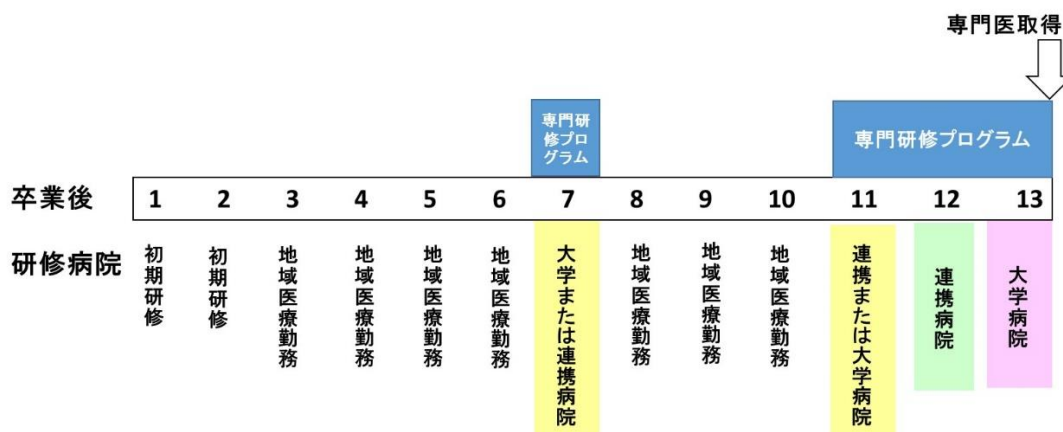 専門医取得
専門研
修プロ
グラム
専門研修プログラム
卒業後 1 2 3 4 5 6 7 8 9 10 11 12 13
研修病院
初期研修
初期研修
地域医療勤務
地域医療勤務
地域医療勤務
地域医療勤務
大学または連携病院
地域医療勤務
地域医療勤務
地域医療勤務
連携または大学病院
連携病院
大学病院